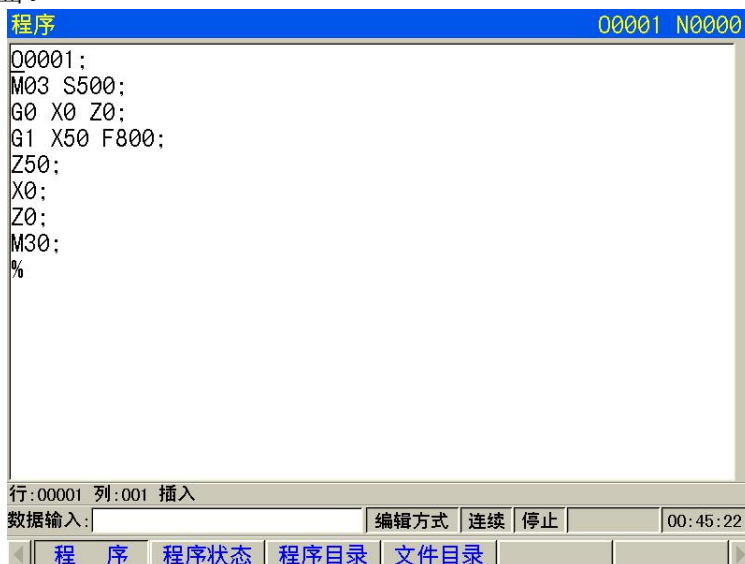 程序 O0001 N0000
O0001;
M03 S500;
G0 X0 Z0;
G1 X50 F800;
Z50;
X0;
Z0;
M30;
%
行:00001 列:001 插入
数据输入: 编辑方式 连续 停止 00:45:22
程 序 程序状态 程序目录 文件目录